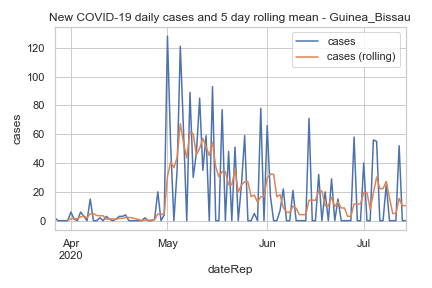 New COVID-19 daily cases and 5 day rolling mean - Guinea_Bissau
cases
cases (rolling)
120
100
80
60
40
20
0
cases
Apr
2020
May
Jun
Jul
dateRep